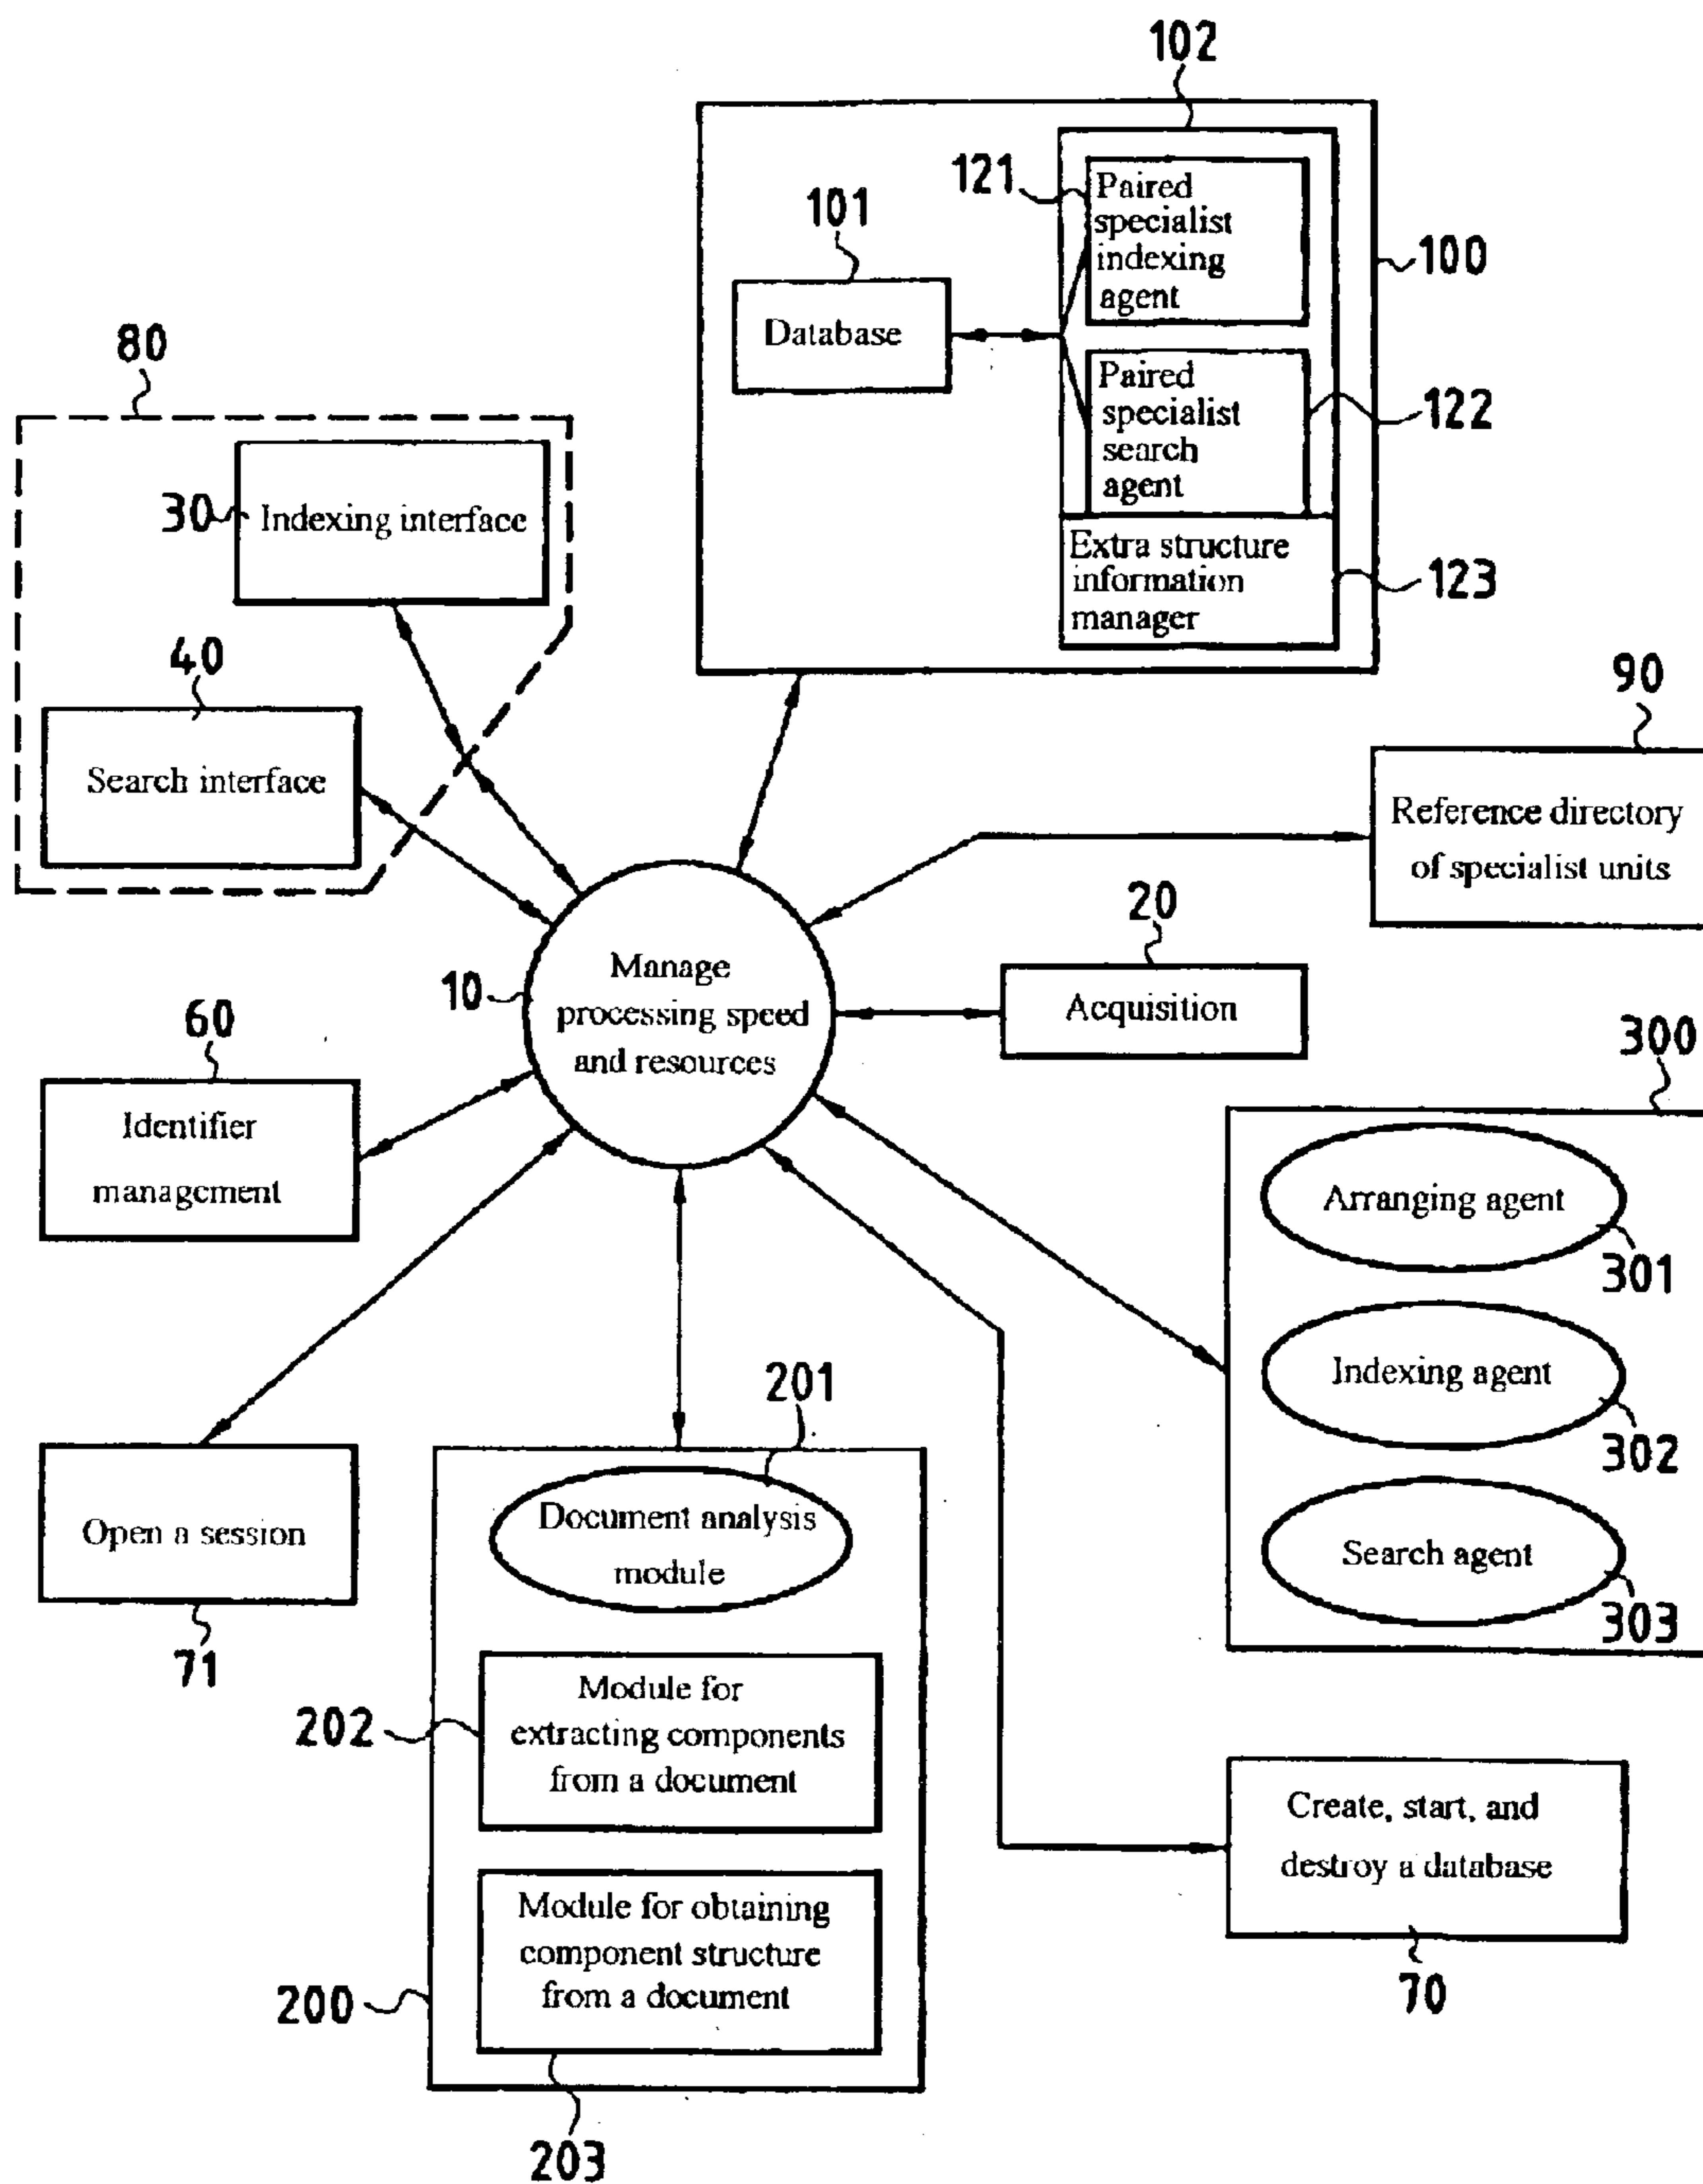 102
121
Paired
specialist
indexing
agent
101
100
Database
80
Paired
specialist
search
agent
122
30
Indexing interface
Extra structure
information
manager
123
40
90
Search interface
Reference directory
of specialist units
20
10
Manage
processing speed
and resources
Acquisition
60
300
Identifier
management
Arranging agent
301
Indexing agent
302
201
Document analysis
module
Open a session
71
Search agent
303
202
Module for
extracting components
from a document
Create, start, and
destroy a database
70
Module for obtaining
component structure
from a document
200
203